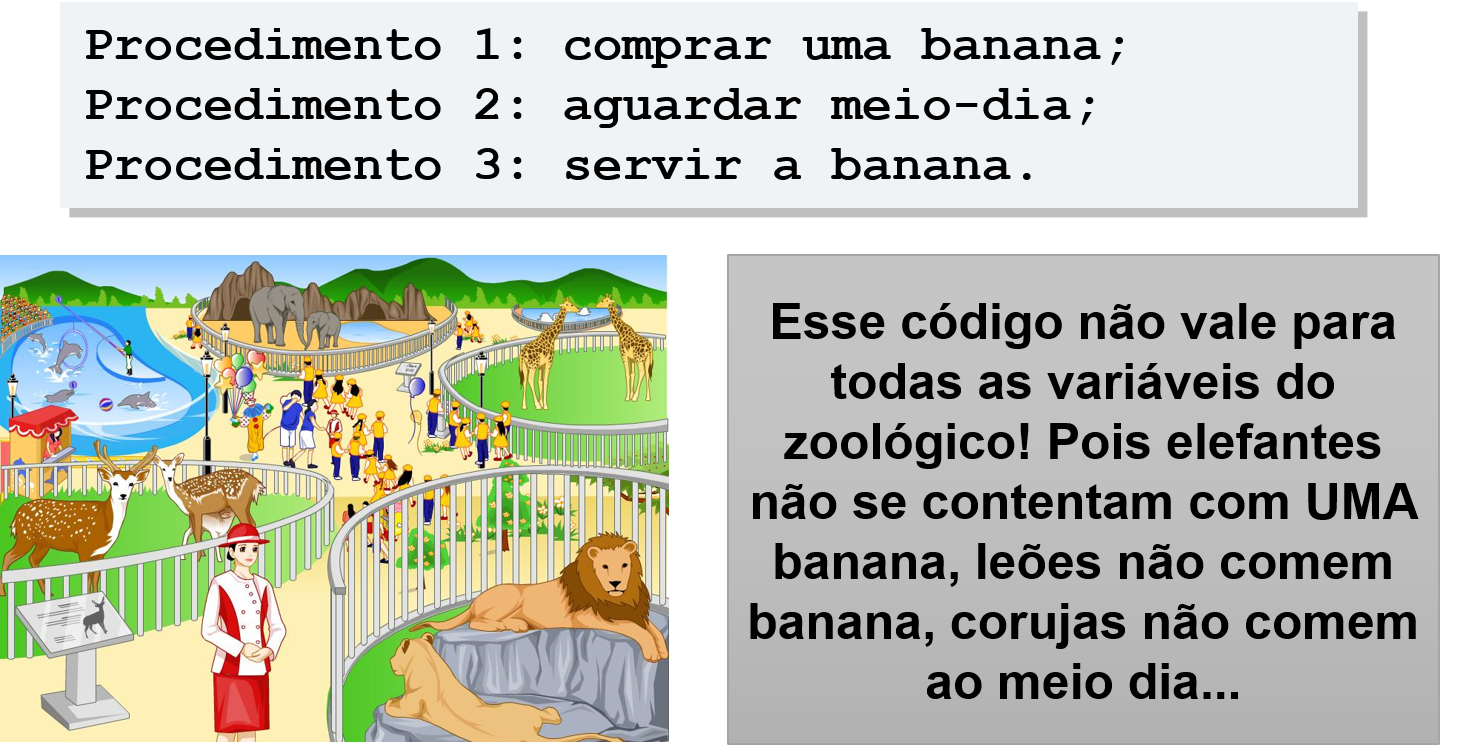 Procedimento 1: comprar uma banana;
Procedimento 2: aguardar meio-dia;
Procedimento 3: servir a banana.
Esse código não vale para
todas as variáveis do
zoológico! Pois elefantes
não se contentam com UMA
banana, leões não comem
banana, corujas não comem
ao meio dia...